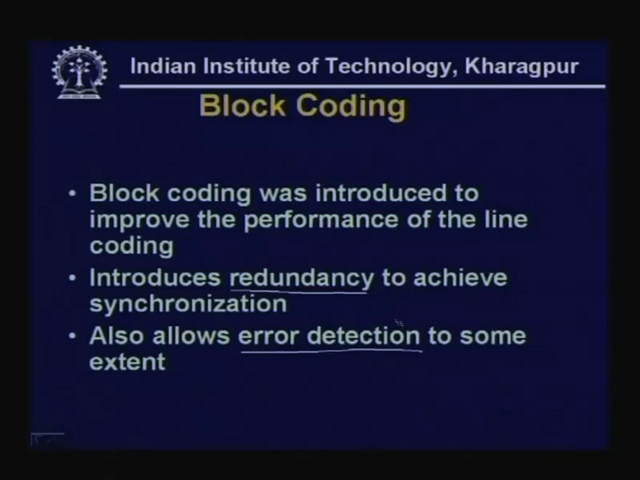 Indian Institute of Technology, Kharagpur
Block Coding
• Block coding was introduced to
improve the performance of the line
coding
• Introduces redundancy to achieve
synchronization
• Also allows error detection to some
extent